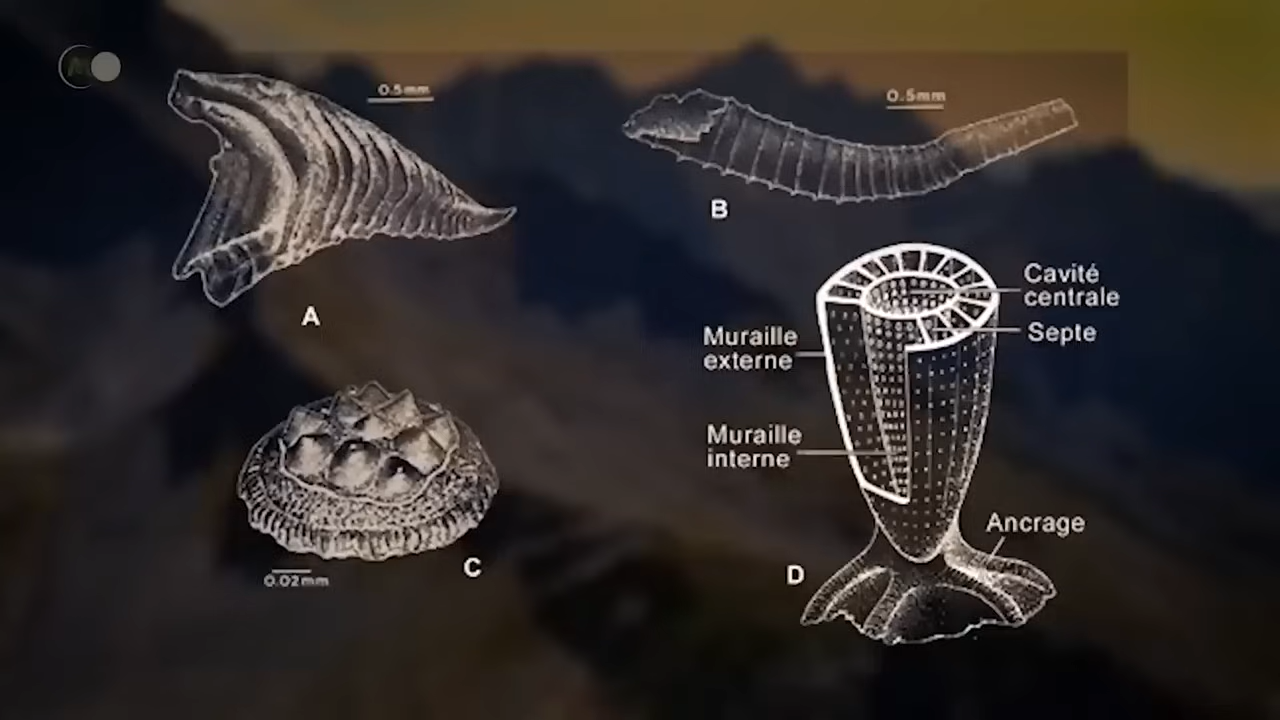 0.5mm
A
0.5mm
B
0.02mm
C
Cavité
centrale
Septe
Muraille
externe
Muraille
interne
Ancrage
D